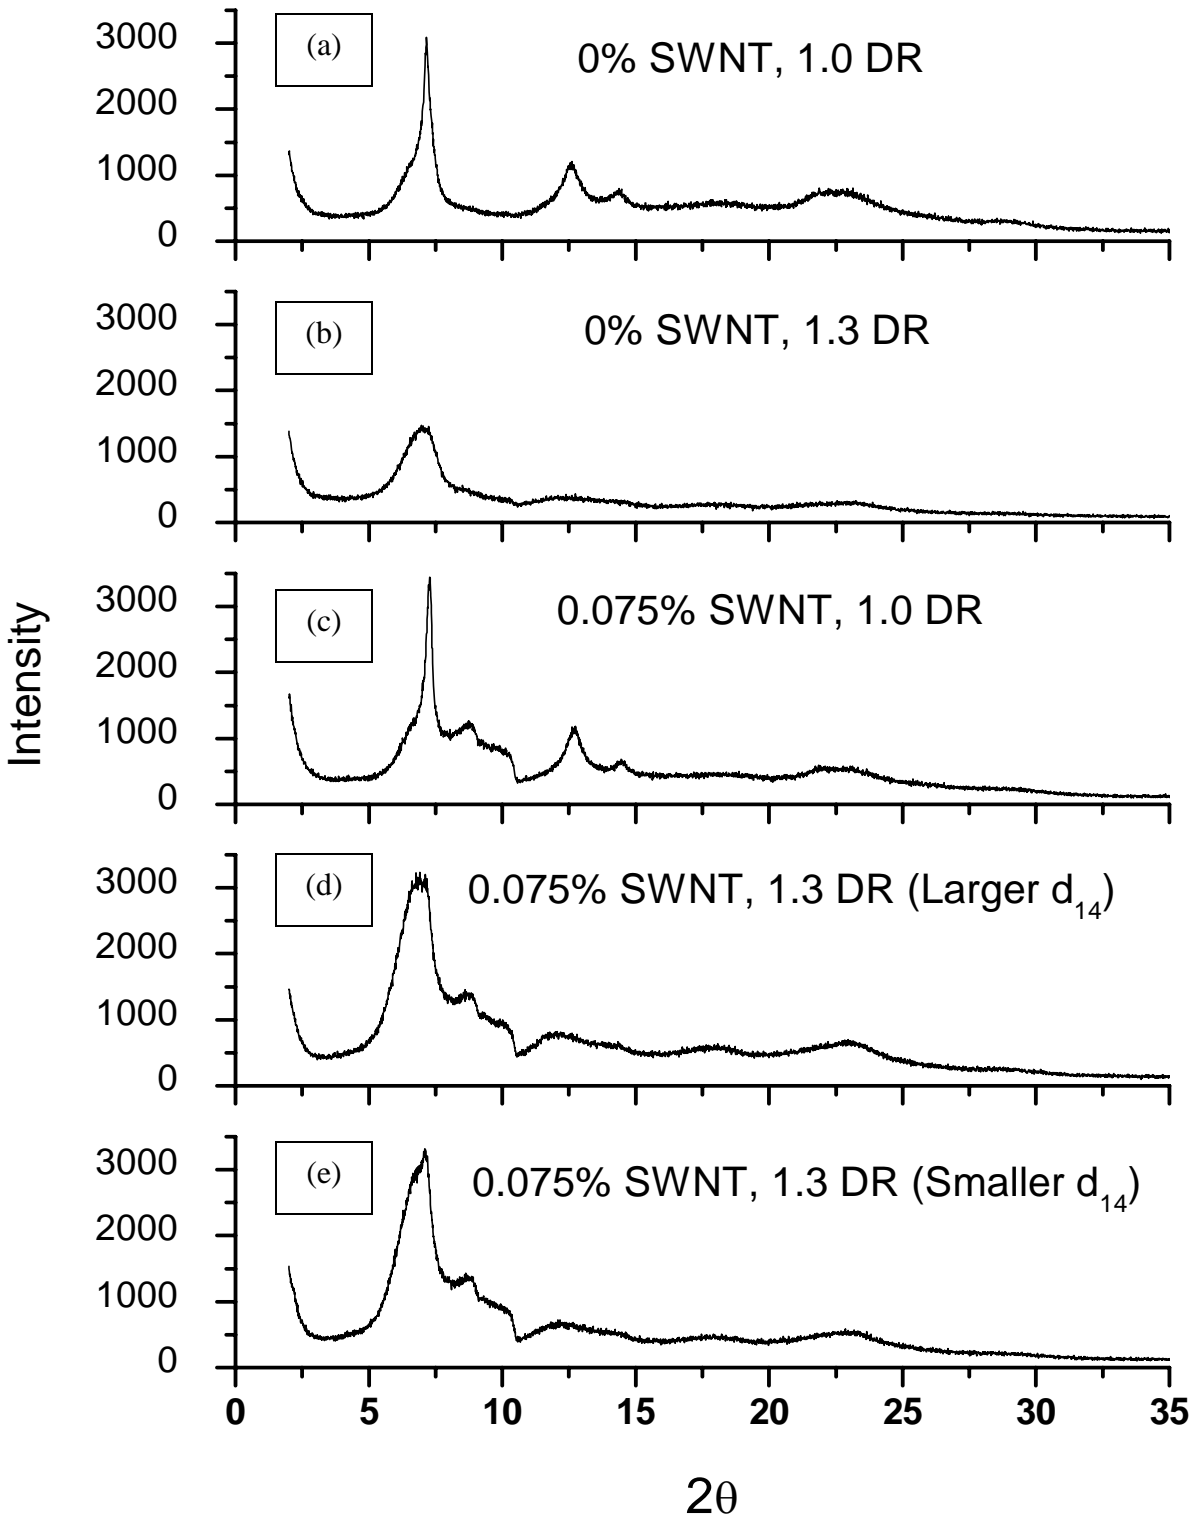 (a)
0% SWNT, 1.0 DR
3000
2000
1000
0
(b)
0% SWNT, 1.3 DR
3000
2000
1000
0
(c)
0.075% SWNT, 1.0 DR
3000
2000
1000
0
(d)
0.075% SWNT, 1.3 DR (Larger d14)
3000
2000
1000
0
(e)
0.075% SWNT, 1.3 DR (Smaller d14)
3000
2000
1000
0
0 5 10 15 20 25 30 35
Intensity
2θ